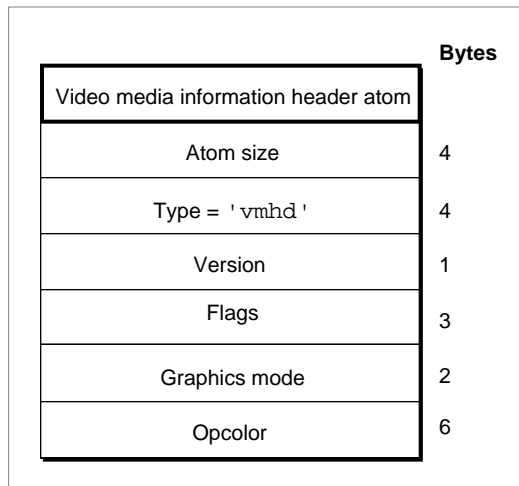 Bytes
Video media information header atom
Atom size 4
Type = 'vmhd' 4
Version 1
Flags 3
Graphics mode 2
Opcolor 6